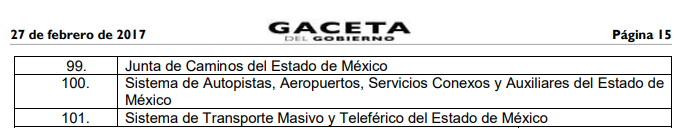 27 de febrero de 2017
GACETA
DEL GOBIERNO
Página 15
99. Junta de Caminos del Estado de México
100. Sistema de Autopistas, Aeropuertos, Servicios Conexos y Auxiliares del Estado de
México
101. Sistema de Transporte Masivo y Teleférico del Estado de México